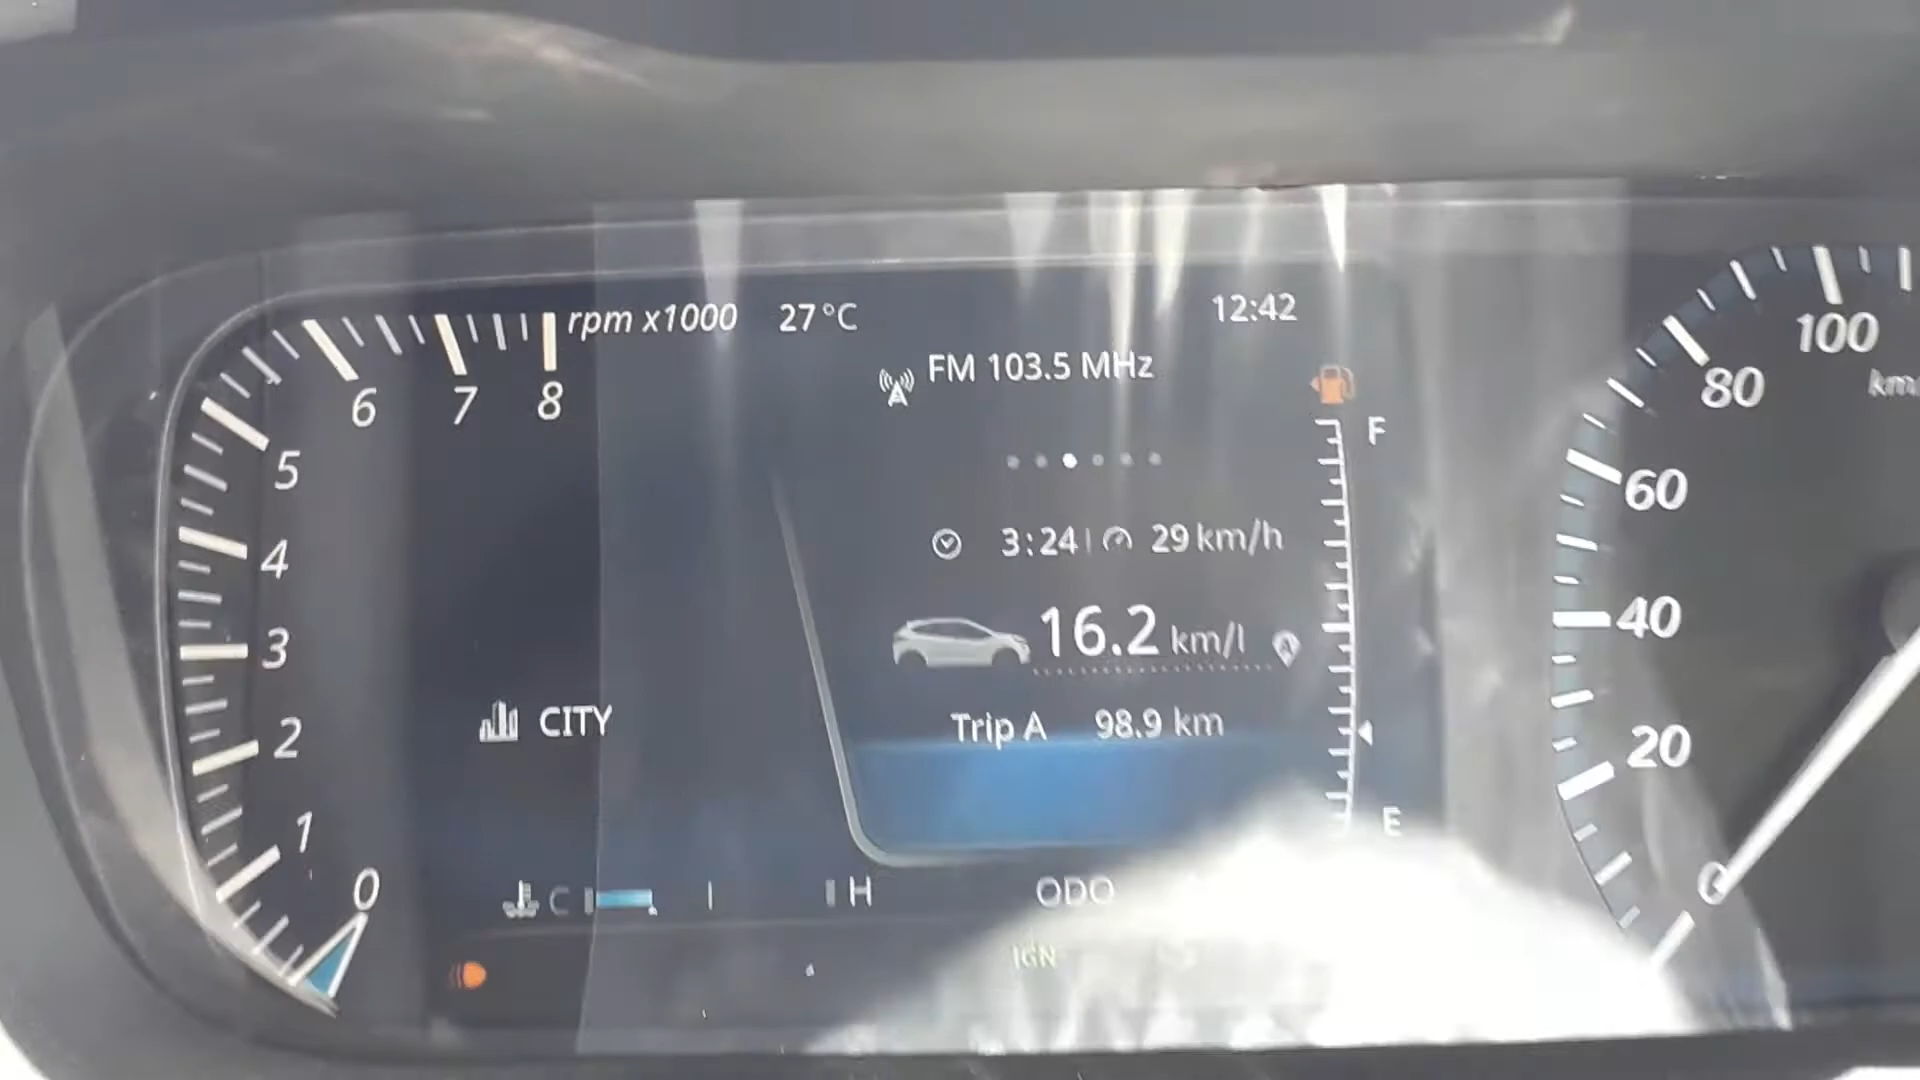 rpm x1000 27°C 12:42
FM 103.5 MHz
6 7 8
5
4
3
2
1
0
F
3:24 29 km/h
16.2 km/l
CITY
Trip A 98.9 km
E
C H ODO
IGN
100
80
60
40
20
0